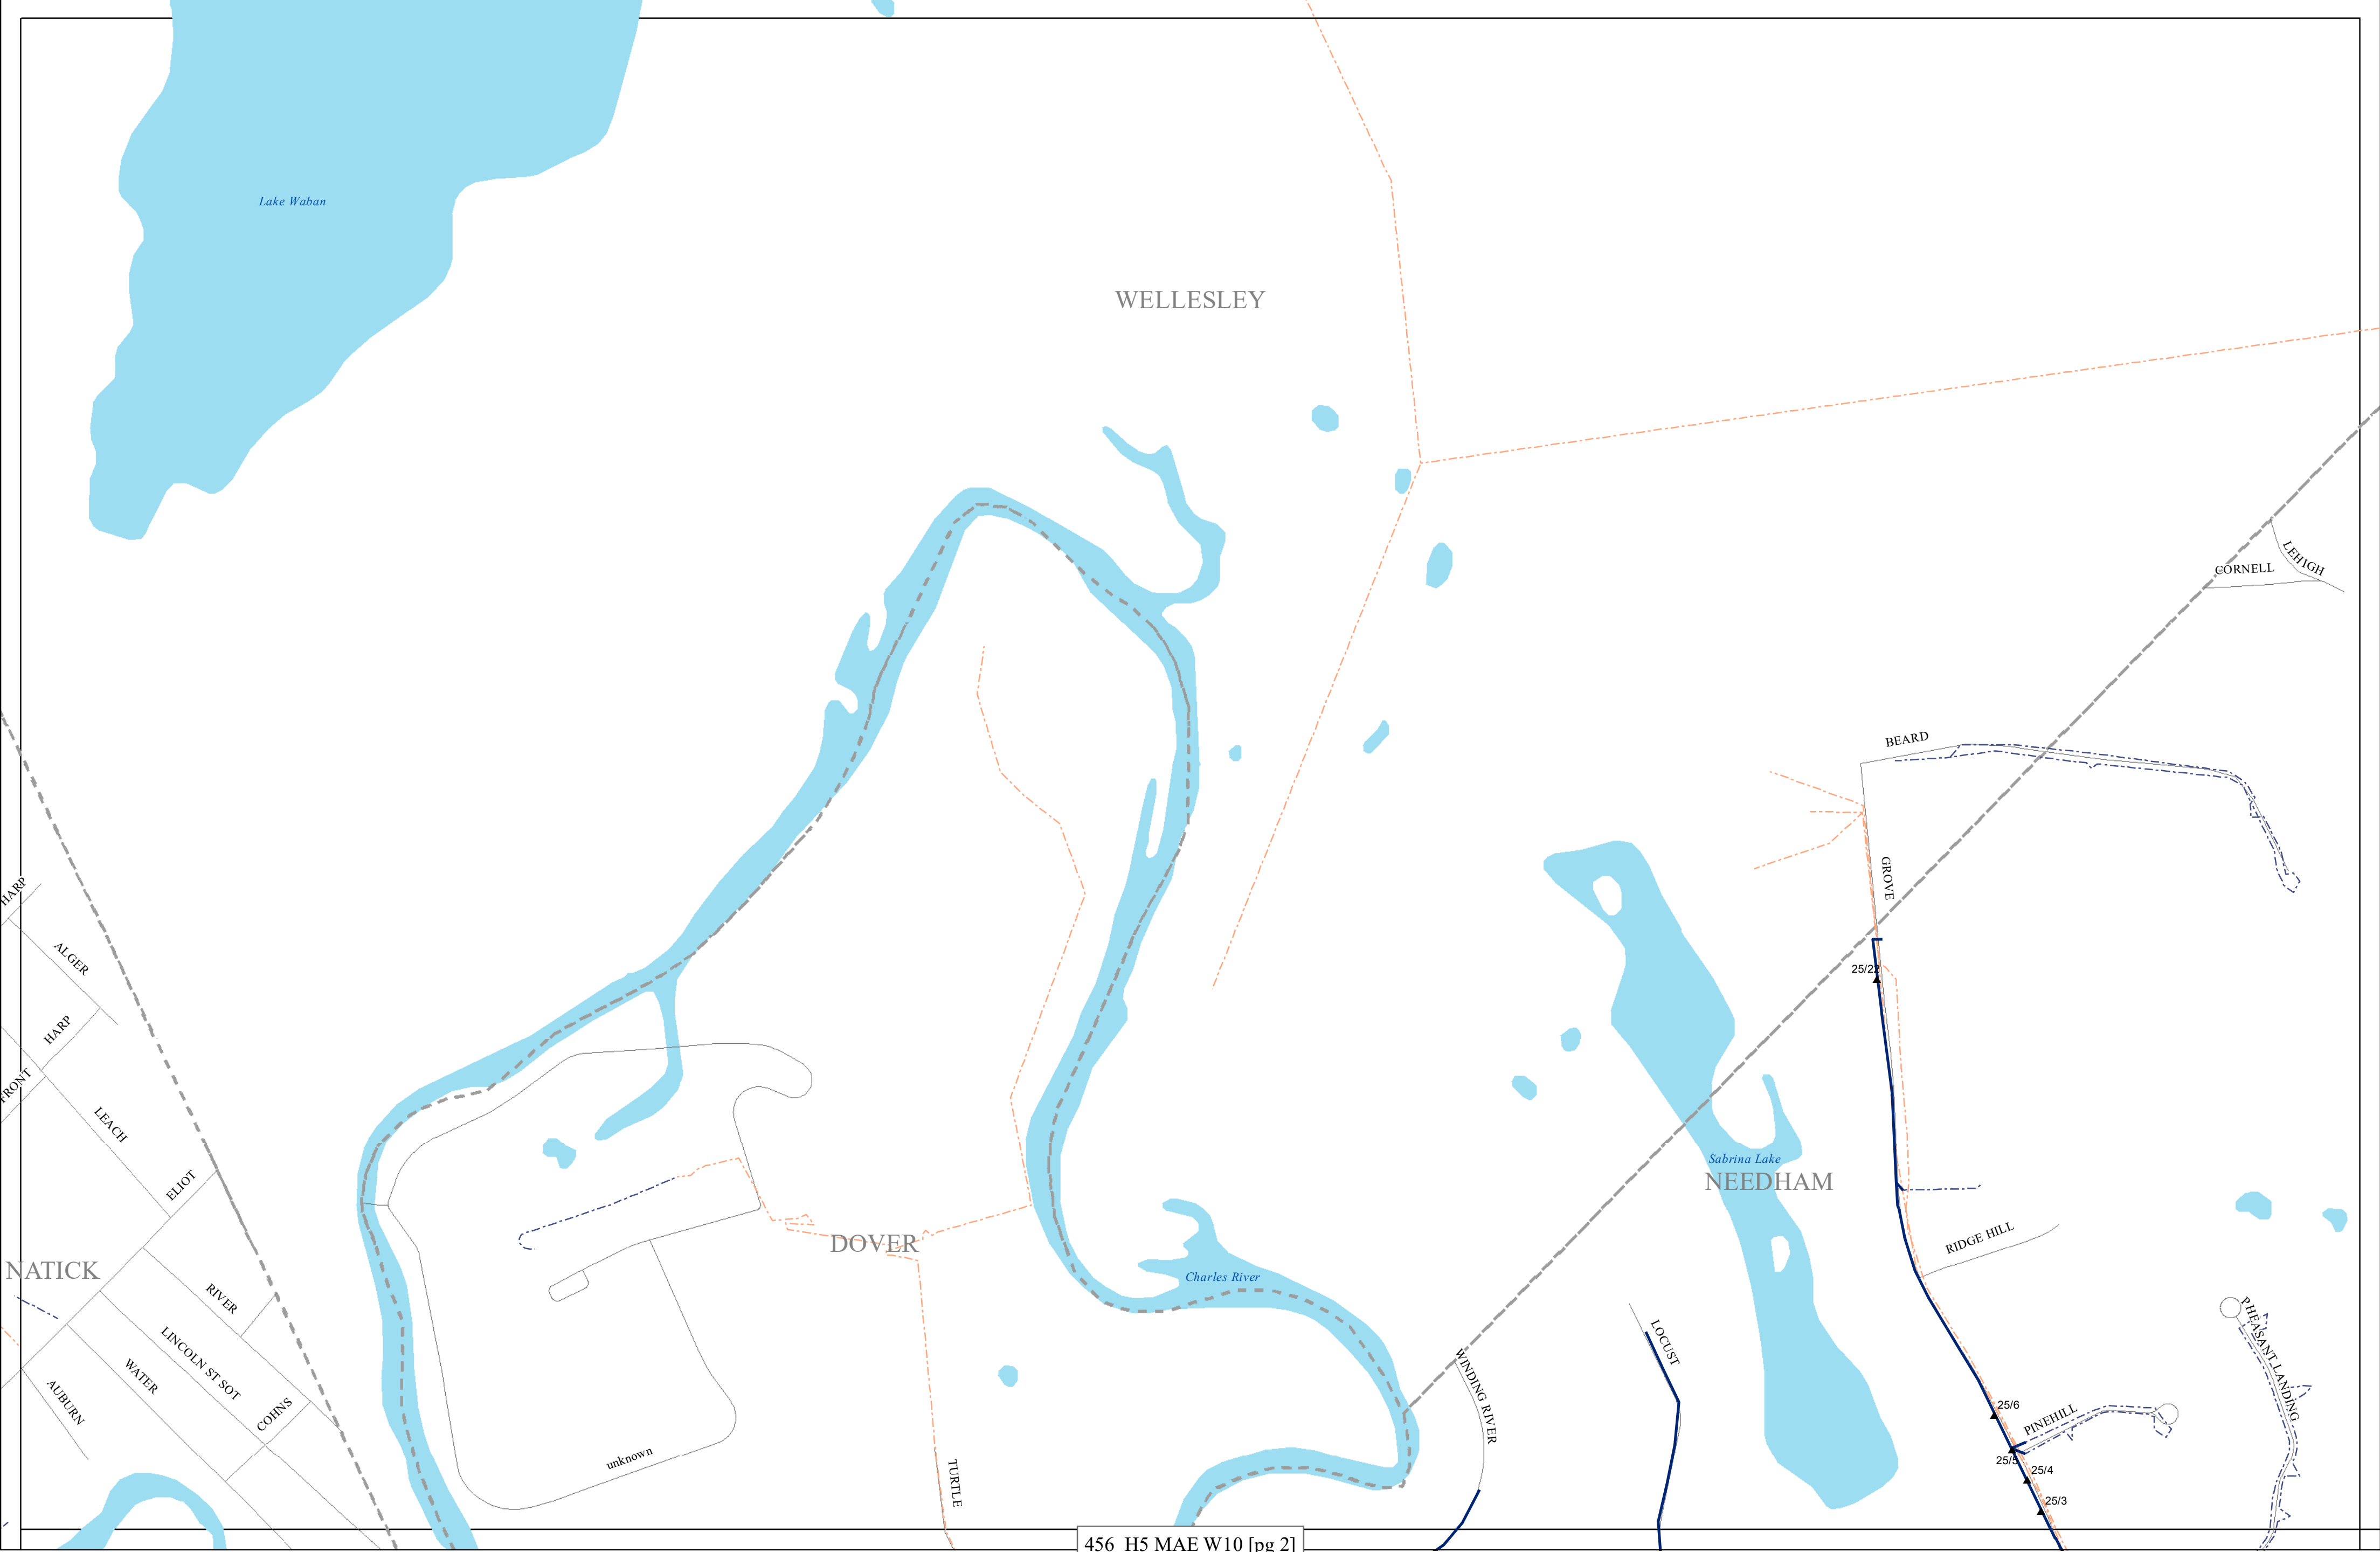 Lake Waban
WELLESLEY
LEHIGH
CORNELL
BEARD
GROVE
HARP
ALGER
25/22
HARP
FRONT
LEACH
Sabrina Lake
NEEDHAM
ELIOT
RIDGE HILL
DOVER
NATICK
Charles River
RIVER
PHEASANT LANDING
LOCUST
LINCOLN ST SOT
WATER
WINDING RIVER
AUBURN
COHNS
25/6
PINEHILL
unknown
25/5
25/4
TURTLE
25/3
456 H5 MAE W10 [pg 2]